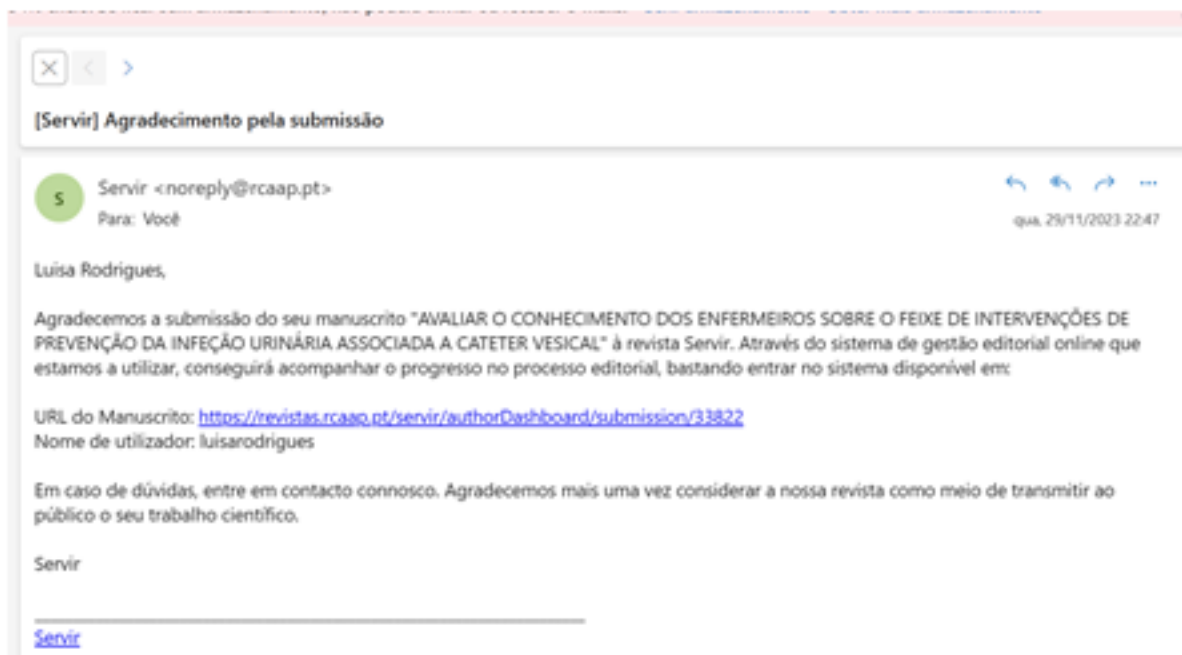 [Servir] Agradecimento pela submissão
S
Servir <noreply@rcaap.pt>
Para: Você
qua, 29/11/2023 22:47
Luisa Rodrigues,
Agradecemos a submissão do seu manuscrito "AVALIAR O CONHECIMENTO DOS ENFERMEIROS SOBRE O FEIXE DE INTERVENÇÕES DE
PREVENÇÃO DA INFEÇÃO URINÁRIA ASSOCIADA A CATETER VESICAL" à revista Servir. Através do sistema de gestão editorial online que
estamos a utilizar, conseguirá acompanhar o progresso no processo editorial, bastando entrar no sistema disponível em:
URL do Manuscrito: https://revistas.rcaap.pt/servir/authorDashboard/submission/33822
Nome de utilizador: luisarodrigues
Em caso de dúvidas, entre em contacto connosco. Agradecemos mais uma vez considerar a nossa revista como meio de transmitir ao
público o seu trabalho científico.
Servir
Servir